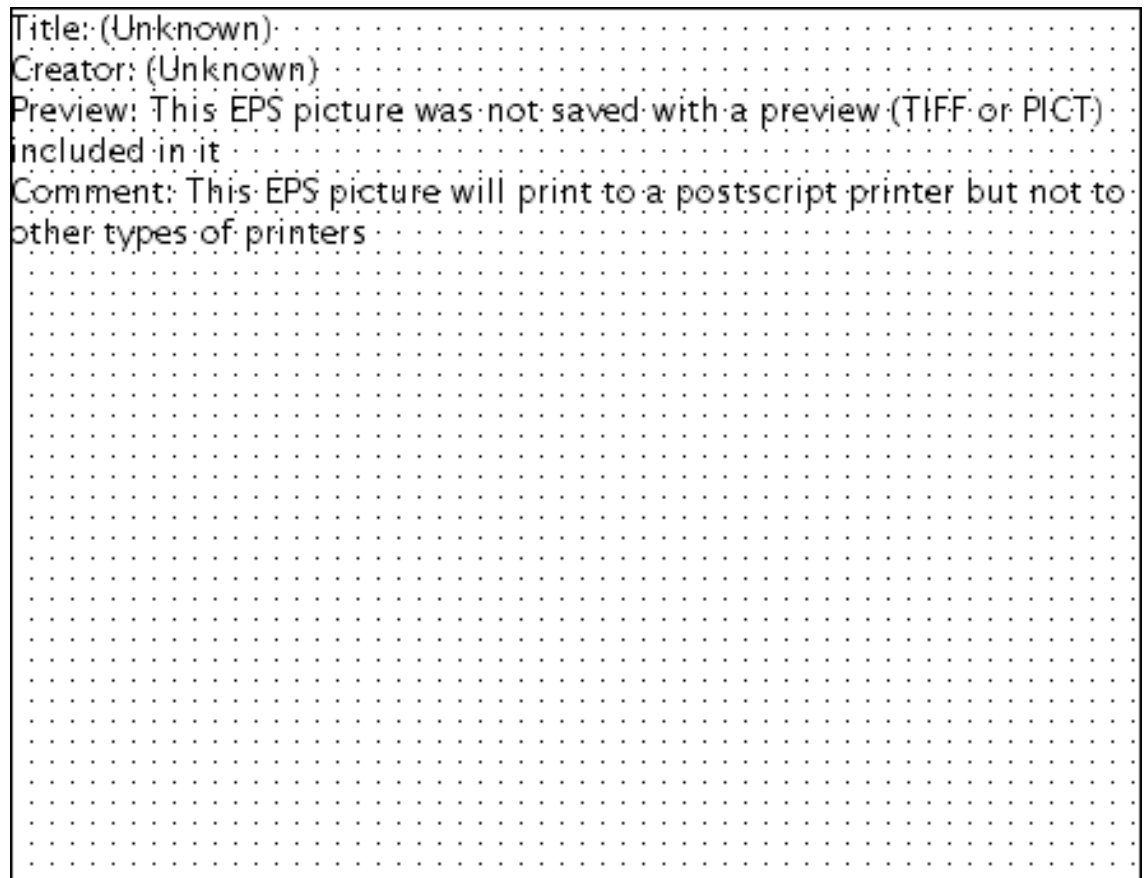 Title: (Unknown)
Creator: (Unknown)
Preview: This EPS picture was not saved with a preview (TIFF or PICT)
included in it
Comment: This EPS picture will print to a postscript printer but not to
other types of printers